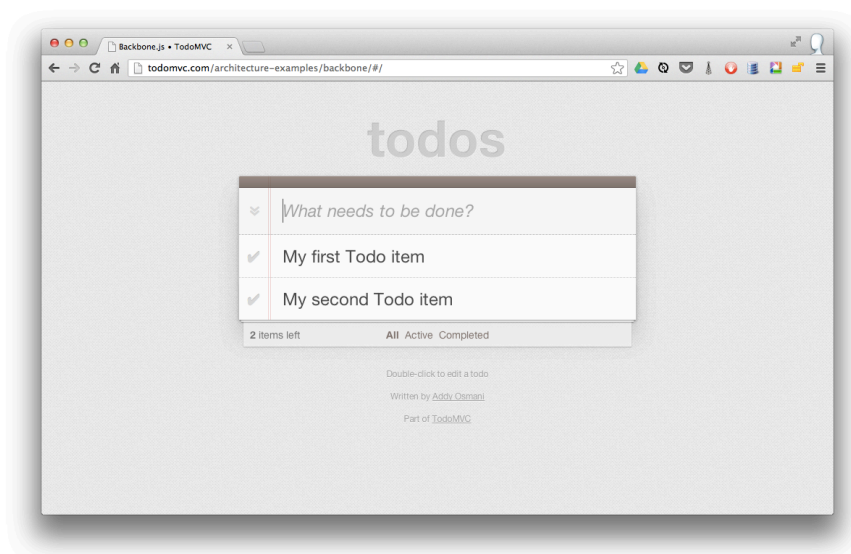 Backbone.js • TodoMVC
todomvc.com/architecture-examples/backbone/#/
todos
What needs to be done?
My first Todo item
My second Todo item
2 items left All Active Completed
Double-click to edit a todo
Written by Addy Osmani
Part of TodoMVC